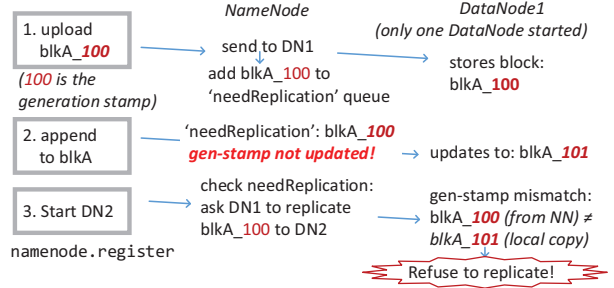 NameNode
DataNode1
(only one DataNode started)
1. upload
blkA_100
(100 is the
generation stamp)
send to DN1
add blkA_100 to
‘needReplication’ queue
stores block:
blkA_100
2. append
to blkA
‘needReplication’: blkA_100
gen-stamp not updated!
updates to: blkA_101
3. Start DN2
namenode.register
check needReplication:
ask DN1 to replicate
blkA_100 to DN2
gen-stamp mismatch:
blkA_100 (from NN) ≠
blkA_101 (local copy)
Refuse to replicate!